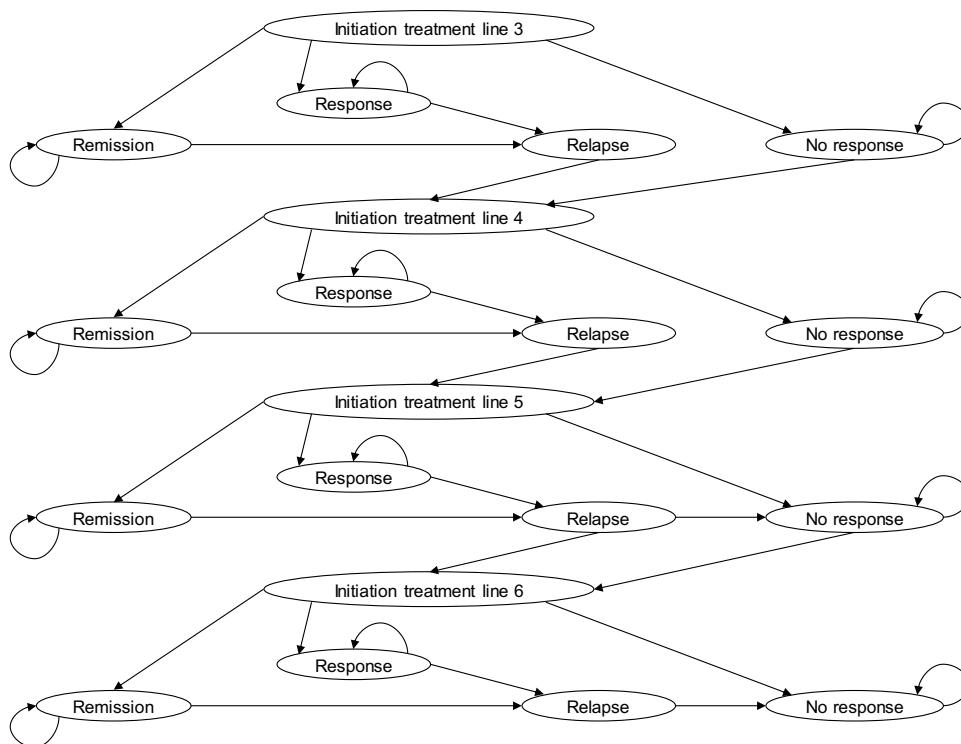 Initiation treatment line 3
Response
Remission
Relapse
No response
Initiation treatment line 4
Response
Remission
Relapse
No response
Initiation treatment line 5
Response
Remission
Relapse
No response
Initiation treatment line 6
Response
Remission
Relapse
No response